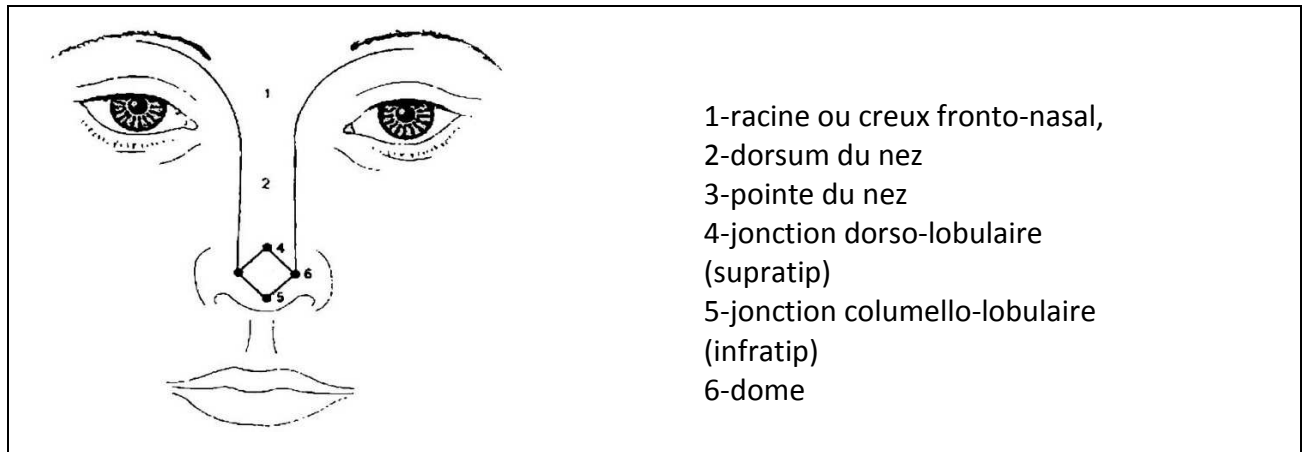 1
2
4
6
5
1-racine ou creux fronto-nasal,
2-dorsum du nez
3-pointe du nez
4-jonction dorso-lobulaire
(supratip)
5-jonction columello-lobulaire
(infratip)
6-dome